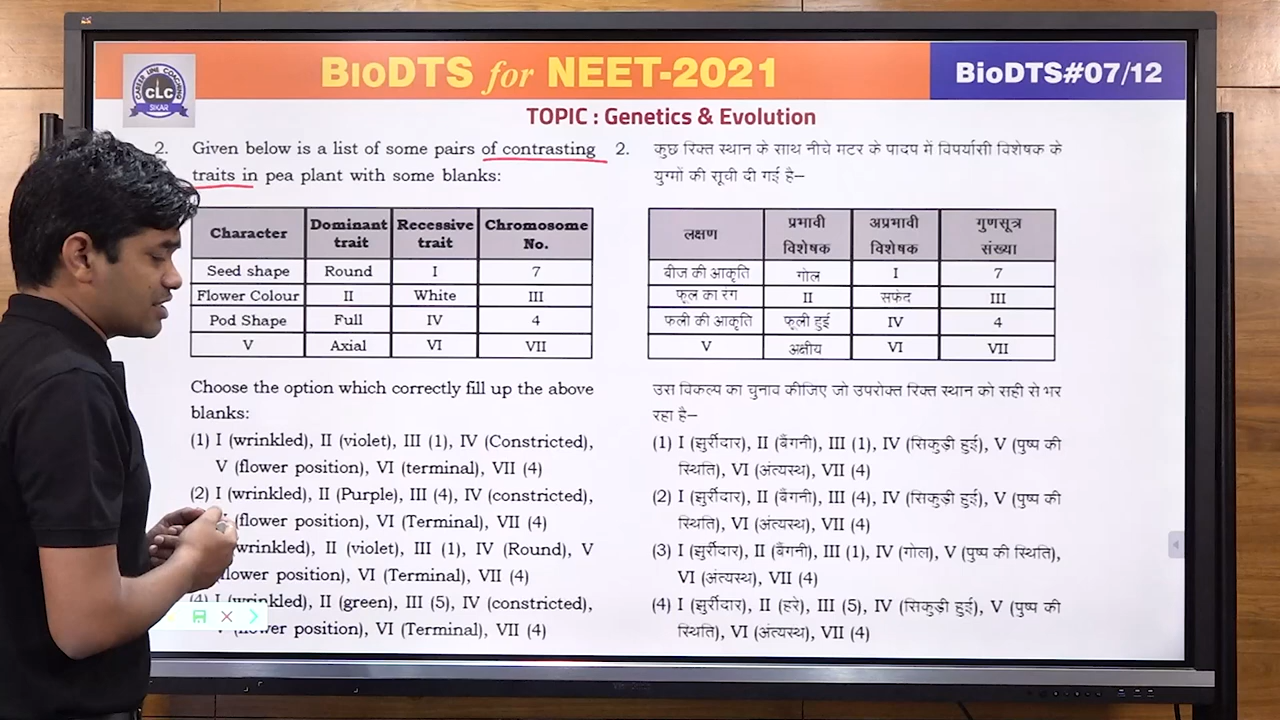 BIODTS for NEET-2021
BioDTS#07/12
CAREER LINE COACHING
CLC
SIKAR
TOPIC : Genetics & Evolution
2. Given below is a list of some pairs of contrasting
traits in pea plant with some blanks:
Character Dominant trait Recessive trait Chromosome No.
Seed shape Round I 7
Flower Colour II White III
Pod Shape Full IV 4
V Axial VI VII
Choose the option which correctly fill up the above
blanks:
(1) I (wrinkled), II (violet), III (1), IV (Constricted),
V (flower position), VI (terminal), VII (4)
(2) I (wrinkled), II (Purple), III (4), IV (constricted),
(flower position), VI (Terminal), VII (4)
wrinkled), II (violet), III (1), IV (Round), V
position), VI (Terminal), VII (4)
(wrinkled), II (green), III (5), IV (constricted),
position), VI (Terminal), VII (4)
2. कुछ रिक्त स्थान के साथ नीचे मटर के पादप में विपर्यासी विशेषक के
युग्मों की सूची दी गई है–
लक्षण प्रभावी विशेषक अप्रभावी विशेषक गुणसूत्र संख्या
बीज की आकृति गोल I 7
फूल का रंग II सफेद III
फली की आकृति फूली हुई IV 4
V अक्षीय VI VII
उस विकल्प का चुनाव कीजिए जो उपरोक्त रिक्त स्थान को सही से भर
रहा है–
(1) I (झुर्रीदार), II (बैंगनी), III (1), IV (सिकुड़ी हुई), V (पुष्प की
स्थिति), VI (अंत्यस्थ), VII (4)
(2) I (झुर्रीदार), II (बैंगनी), III (4), IV (सिकुड़ी हुई), V (पुष्प की
स्थिति), VI (अंत्यस्थ), VII (4)
(3) I (झुर्रीदार), II (बैंगनी), III (1), IV (गोल), V (पुष्प की स्थिति),
VI (अंत्यस्थ), VII (4)
(4) I (झुर्रीदार), II (हरे), III (5), IV (सिकुड़ी हुई), V (पुष्प की
स्थिति), VI (अंत्यस्थ), VII (4)